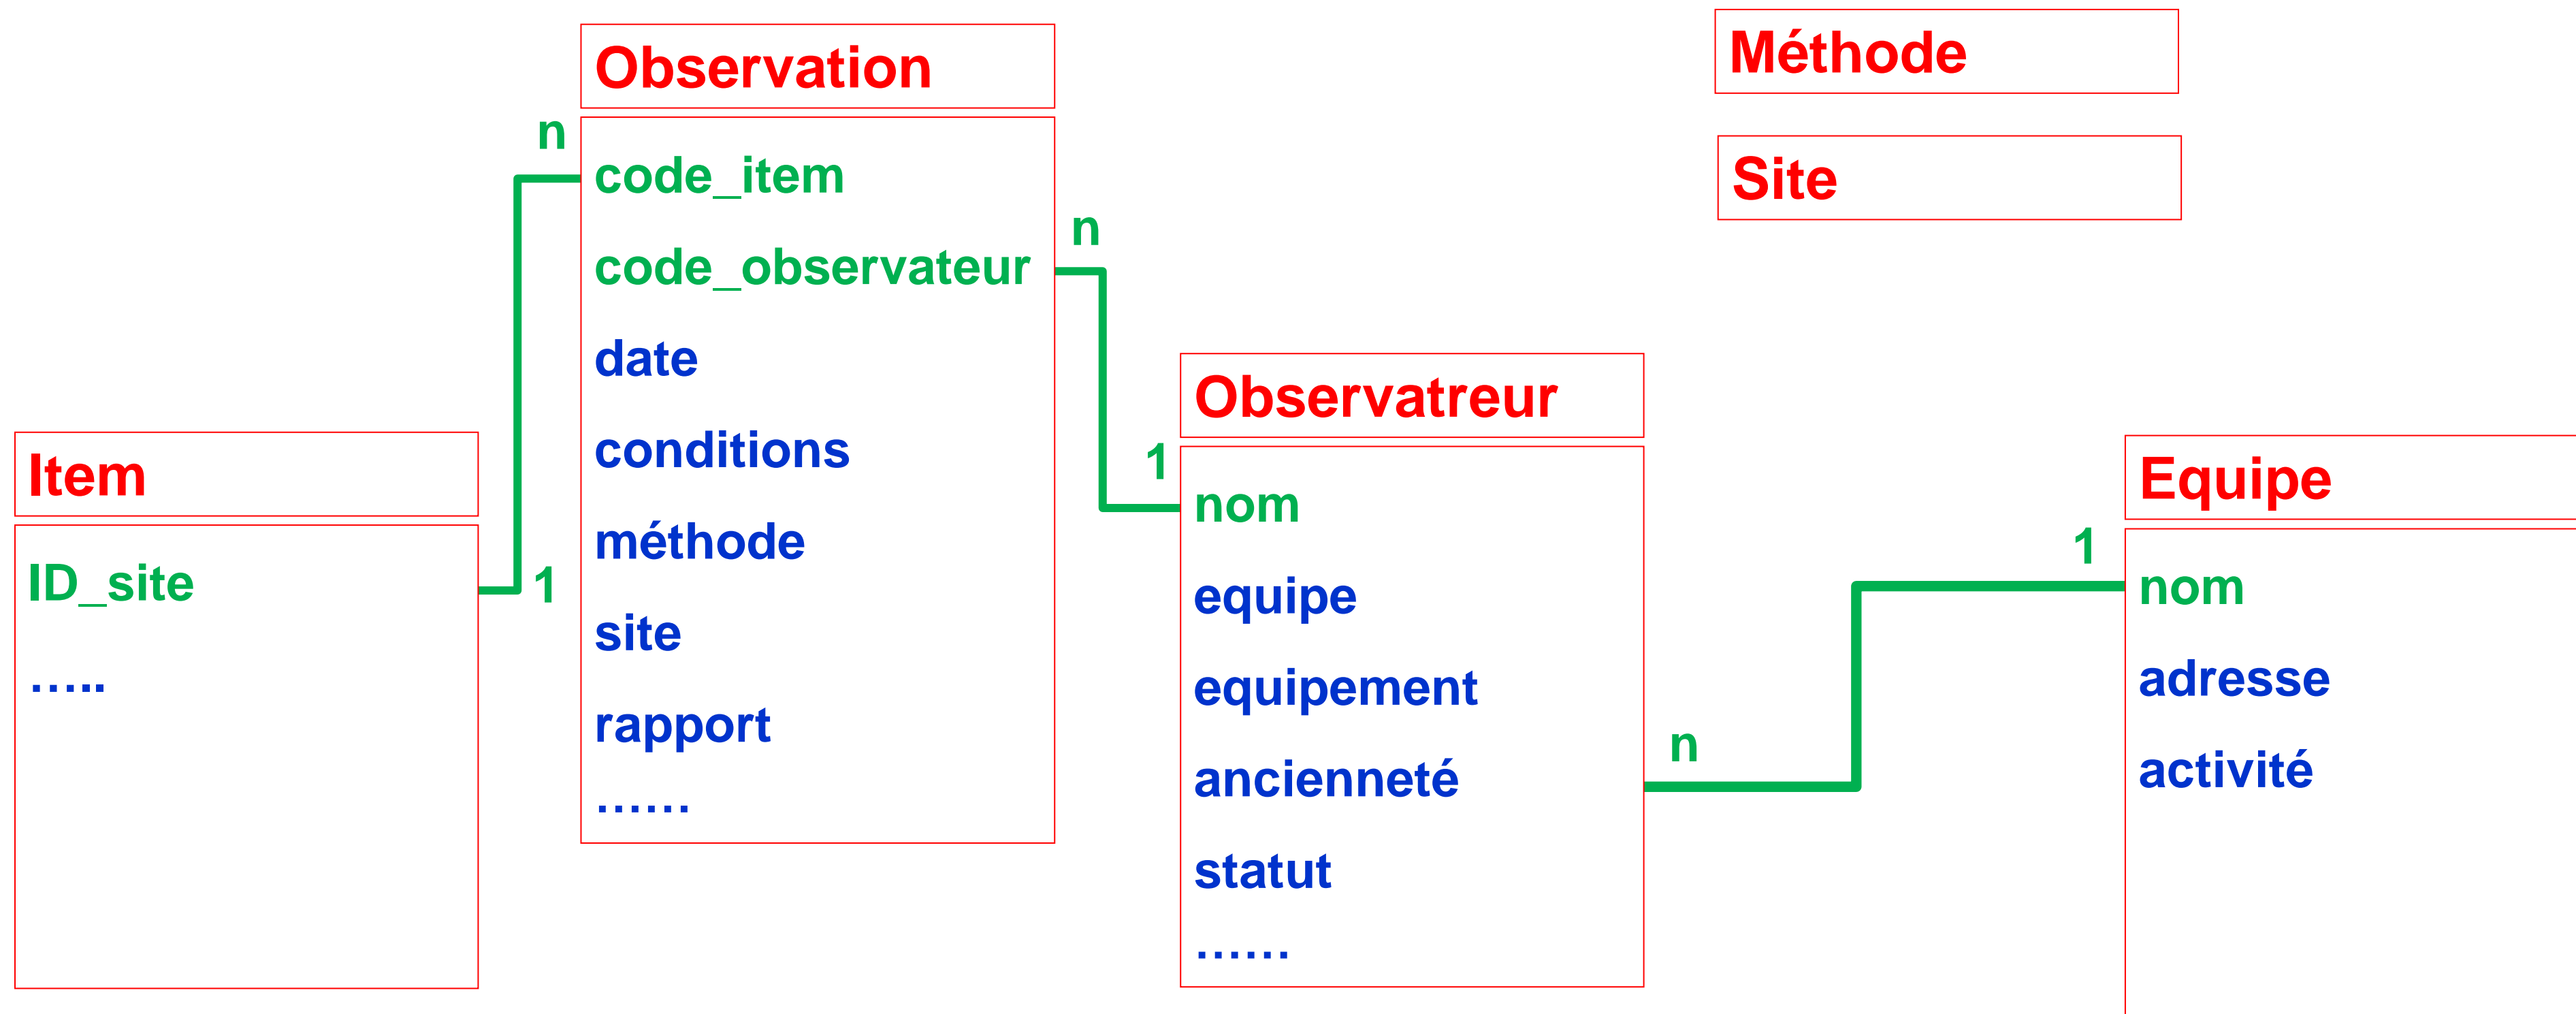 Item
ID_site
…..
1
n
Observation
code_item
code_observateur
date
conditions
méthode
site
rapport
……
n
1
Observatreur
nom
equipe
equipement
ancienneté
statut
……
n
1
Méthode
Site
Equipe
nom
adresse
activité